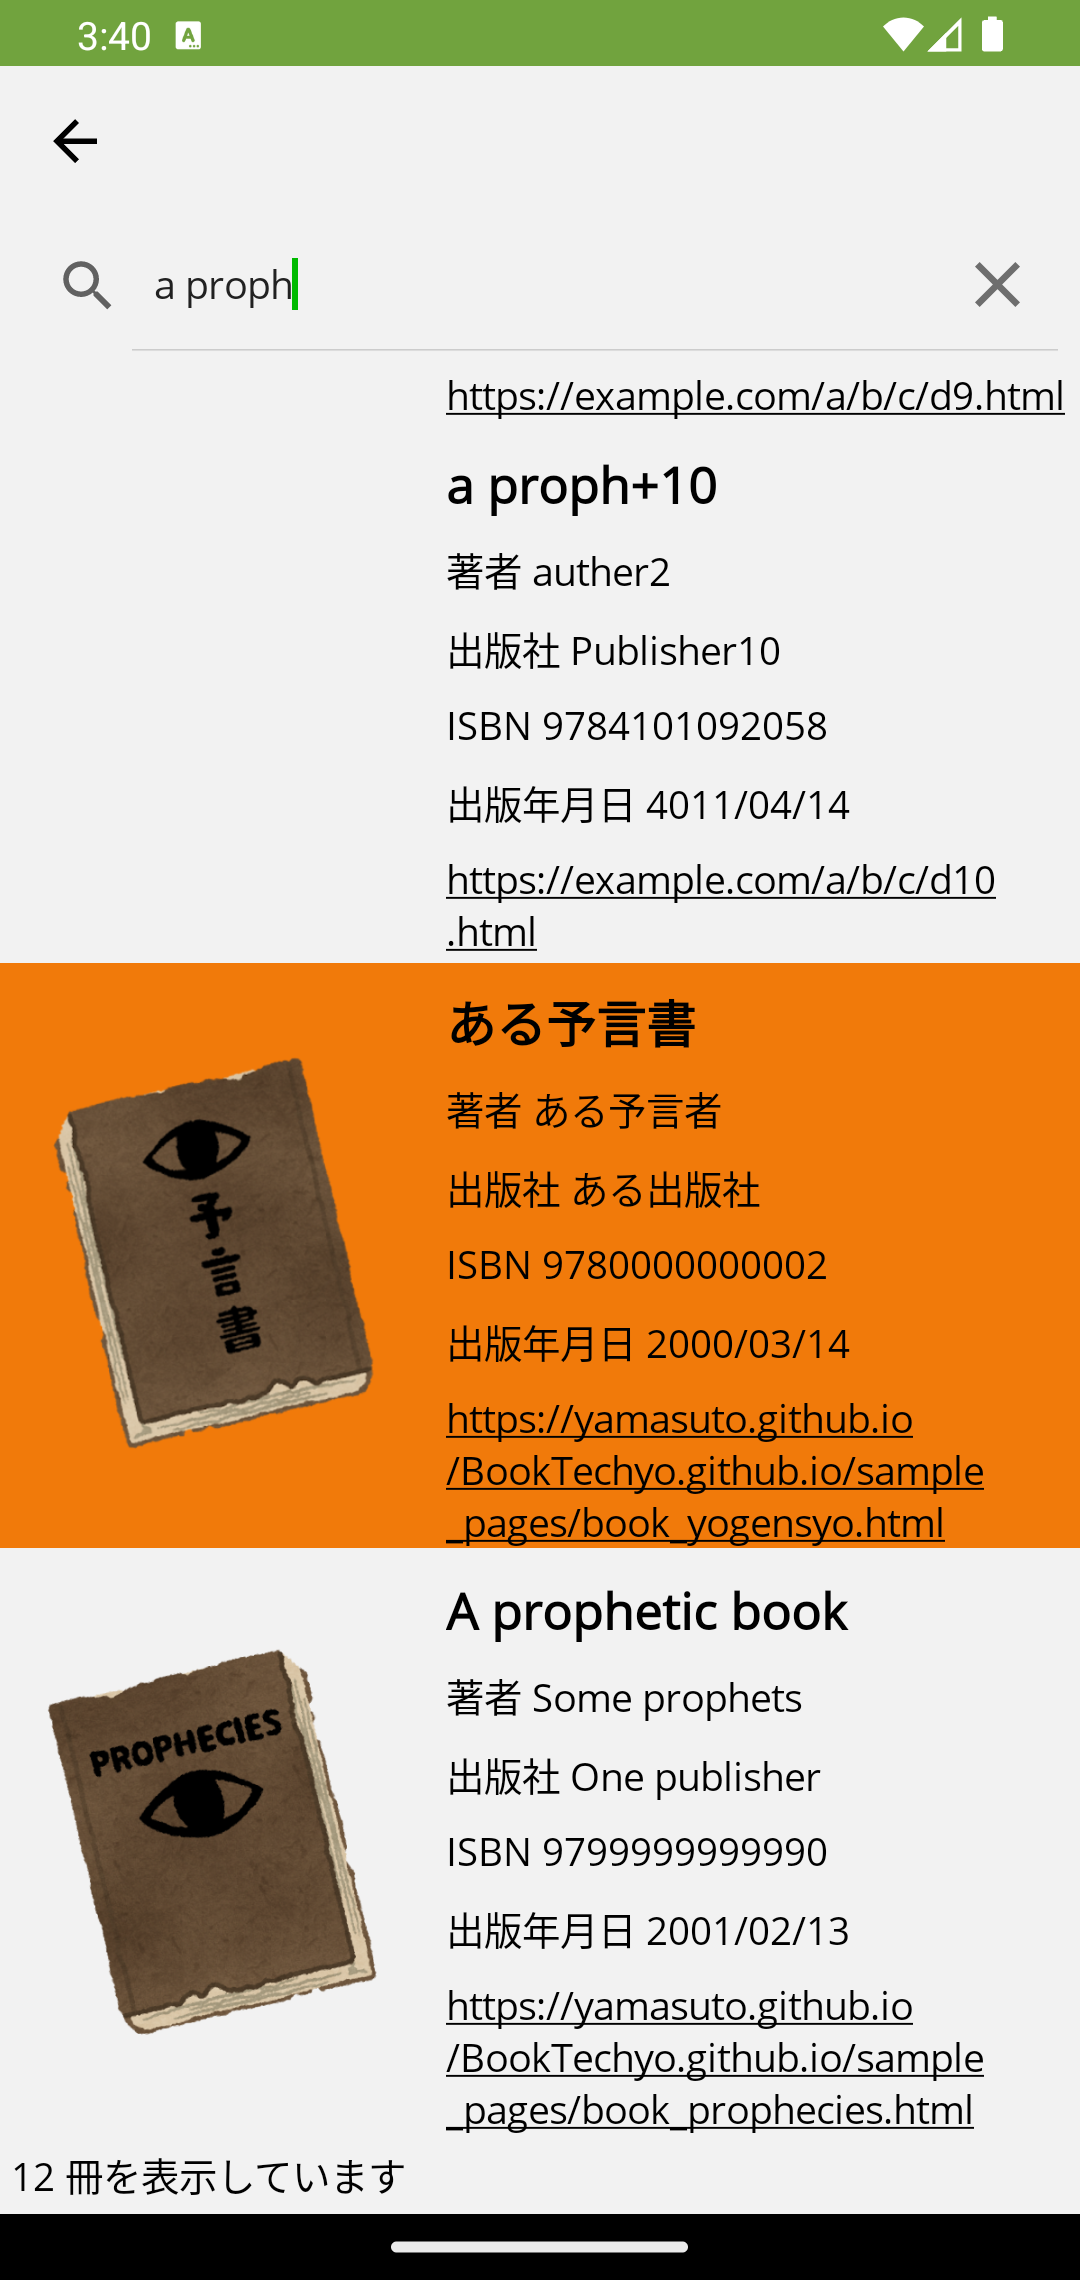 3:40
a proph
https://example.com/a/b/c/d9.html
a proph+10
著者 auther2
出版社 Publisher10
ISBN 9784101092058
出版年月日 4011/04/14
https://example.com/a/b/c/d10
.html
ある予言書
著者 ある予言者
出版社 ある出版社
ISBN 9780000000002
出版年月日 2000/03/14
https://yamasuto.github.io
/BookTechyo.github.io/sample
_pages/book_yogensyo.html
予言書
A prophetic book
著者 Some prophets
出版社 One publisher
ISBN 9799999999990
出版年月日 2001/02/13
https://yamasuto.github.io
/BookTechyo.github.io/sample
_pages/book_prophecies.html
PROPHECIES
12 冊を表示しています